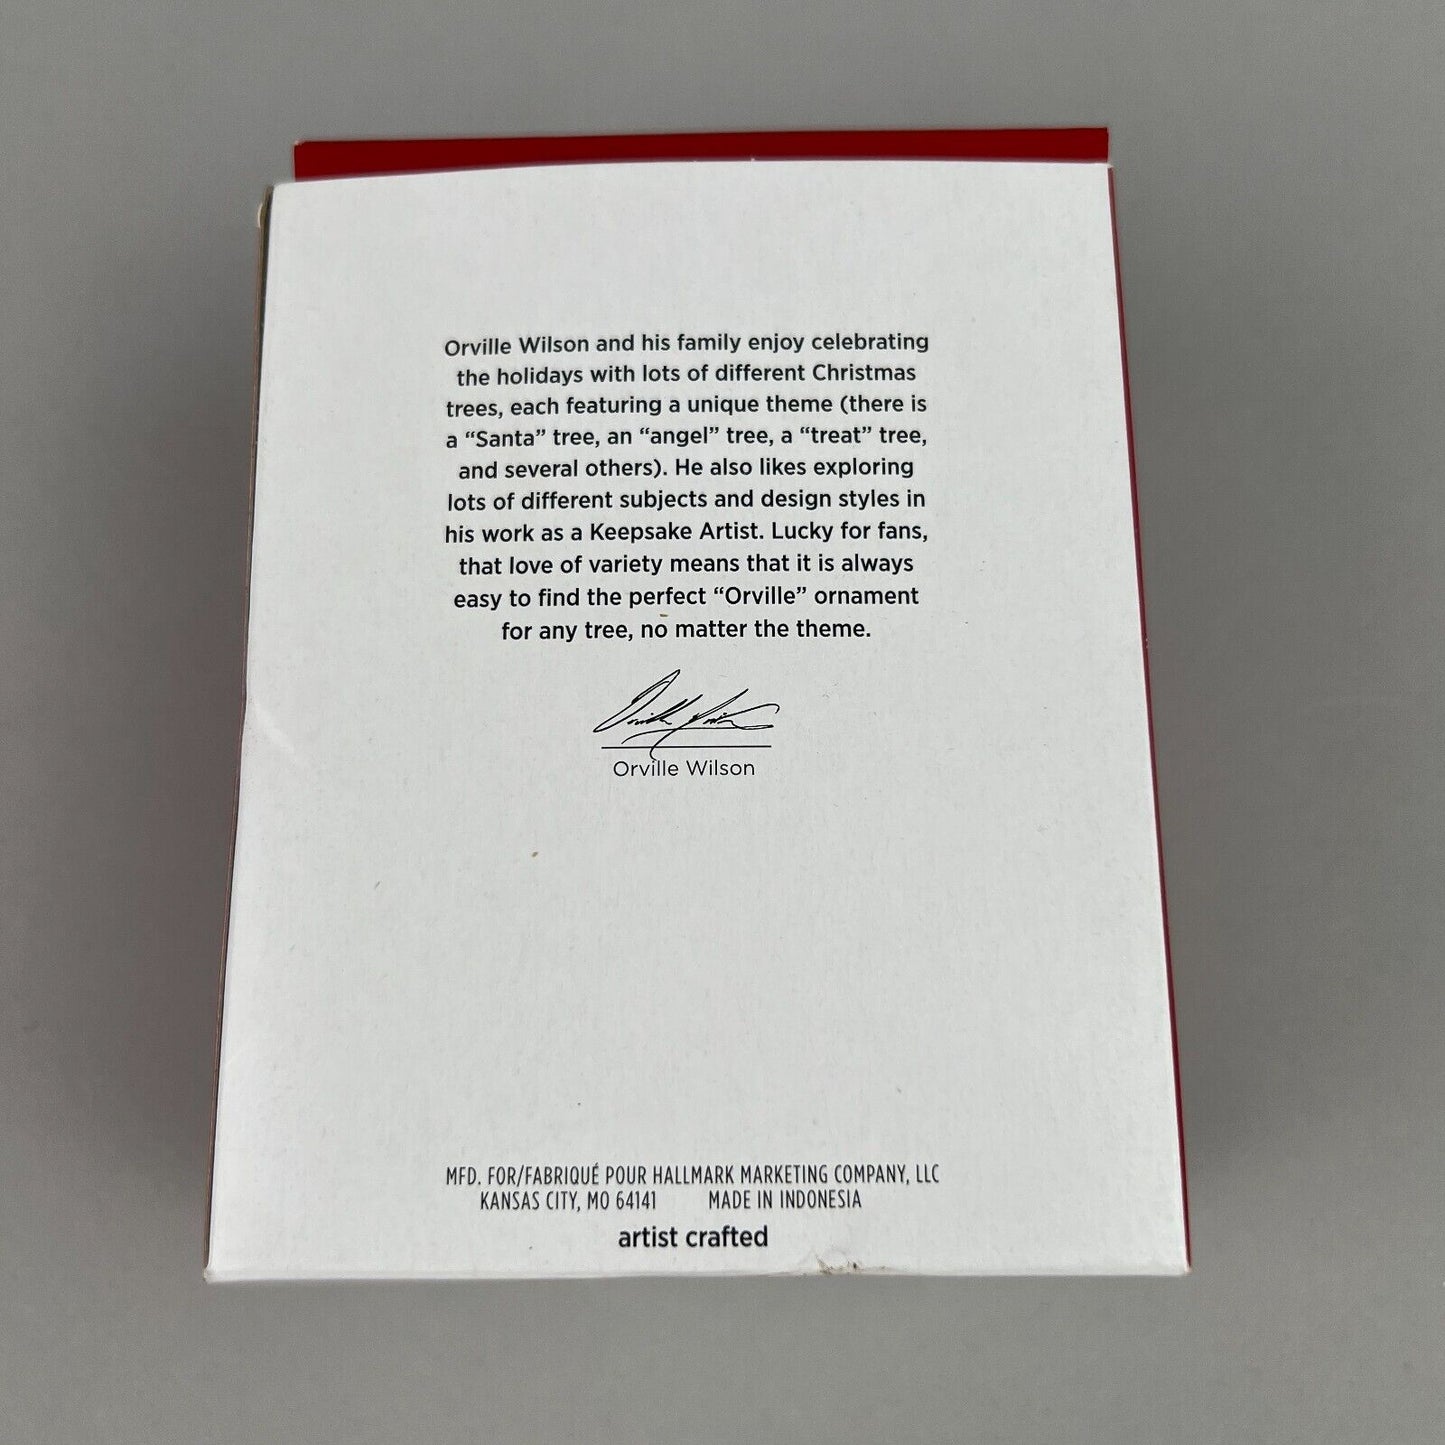 Orville Wilson and his family enjoy celebrating
the holidays with lots of different Christmas
trees, each featuring a unique theme (there is
a “Santa” tree, an “angel” tree, a “treat” tree,
and several others). He also likes exploring
lots of different subjects and design styles in
his work as a Keepsake Artist. Lucky for fans,
that love of variety means that it is always
easy to find the perfect “Orville” ornament
for any tree, no matter the theme.
Orville Wilson
Orville Wilson
MFD. FOR/FABRIQUÉ POUR HALLMARK MARKETING COMPANY, LLC
KANSAS CITY, MO 64141 MADE IN INDONESIA
artist crafted